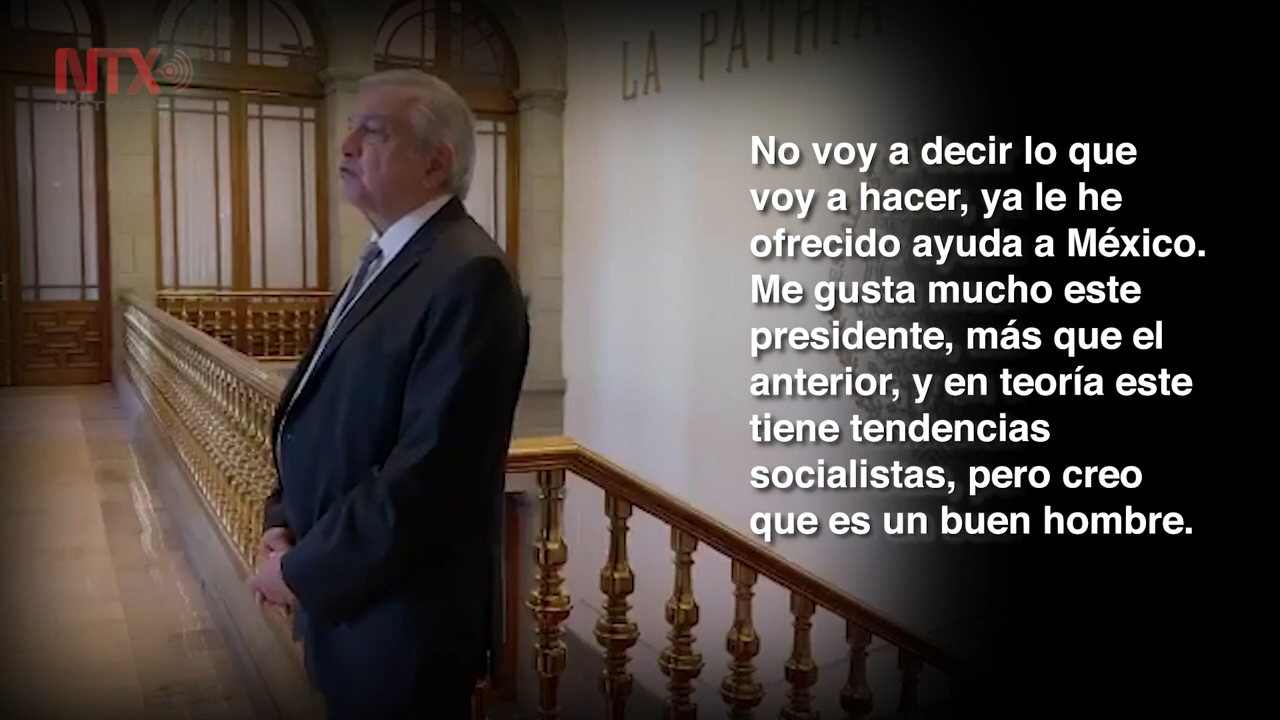 NTX
LA PATRIA
No voy a decir lo que
voy a hacer, ya le he
ofrecido ayuda a México.
Me gusta mucho este
presidente, más que el
anterior, y en teoría este
tiene tendencias
socialistas, pero creo
que es un buen hombre.